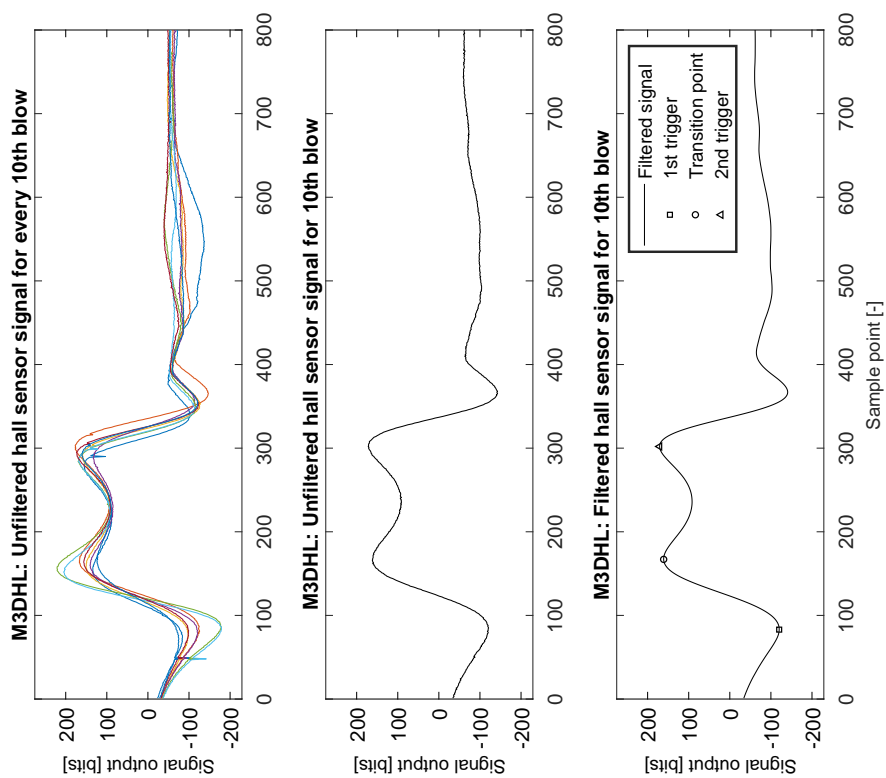 M3DHL: Unfiltered hall sensor signal for every 10th blow
Signal output [bits]
200
100
0
-100
-200
0 100 200 300 400 500 600 700 800
M3DHL: Unfiltered hall sensor signal for 10th blow
Signal output [bits]
200
100
0
-100
-200
0 100 200 300 400 500 600 700 800
M3DHL: Filtered hall sensor signal for 10th blow
Signal output [bits]
200
100
0
-100
-200
0 100 200 300 400 500 600 700 800
Filtered signal
1st trigger
Transition point
2nd trigger
Sample point [-]